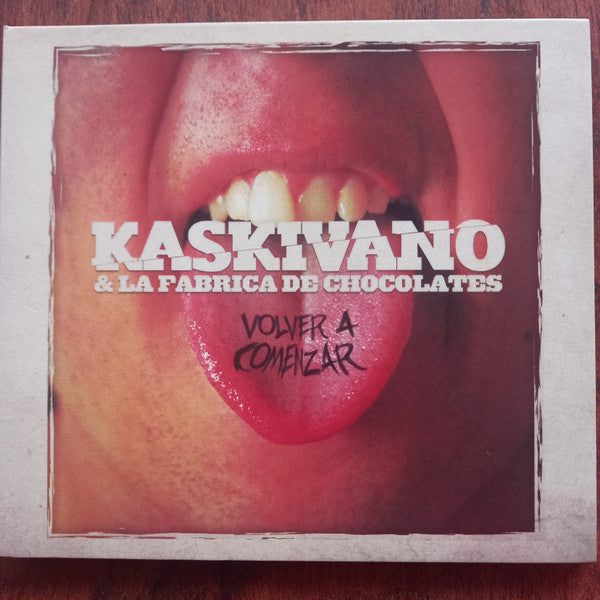 KASKIVANO
& LA FABRICA DE CHOCOLATES
VOLVER A
COMENZAR